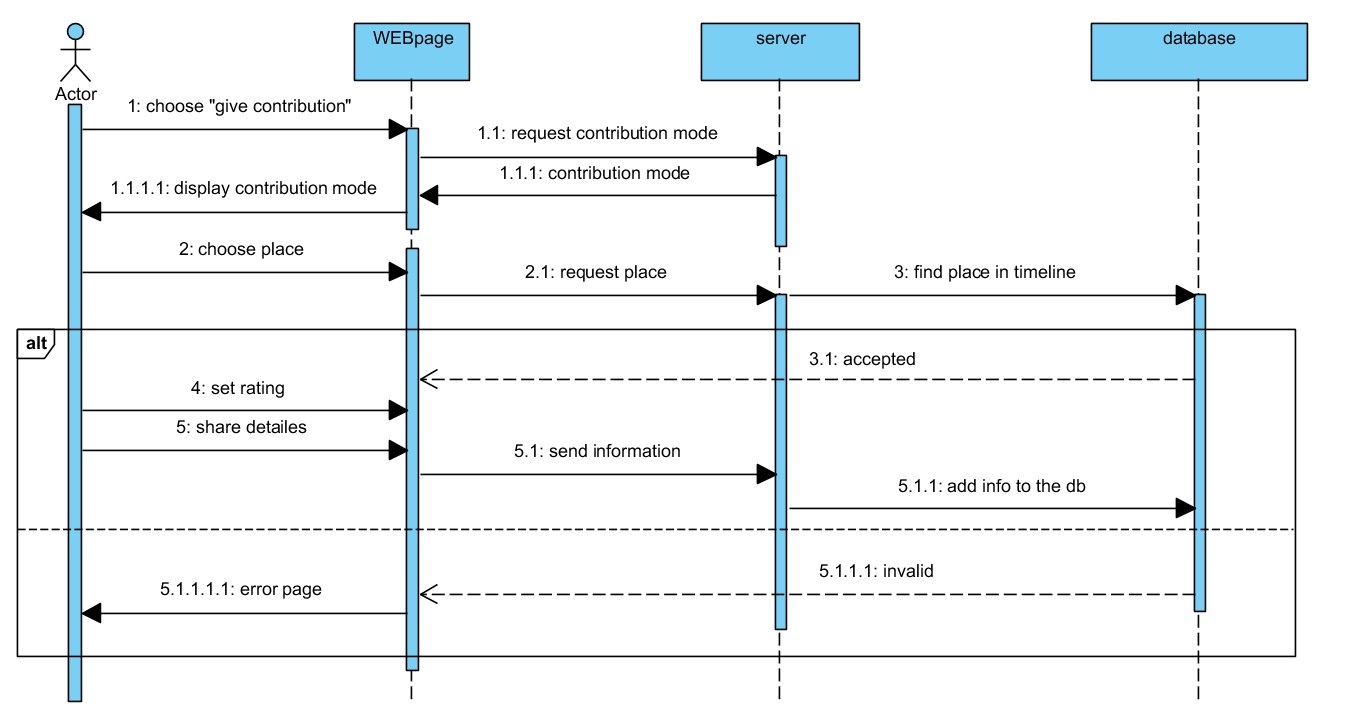 WEBpage
server
database
Actor
1: choose "give contribution"
1.1: request contribution mode
1.1.1: contribution mode
1.1.1.1: display contribution mode
2: choose place
2.1: request place
3: find place in timeline
alt
3.1: accepted
4: set rating
5: share detailes
5.1: send information
5.1.1: add info to the db
5.1.1.1: invalid
5.1.1.1.1: error page